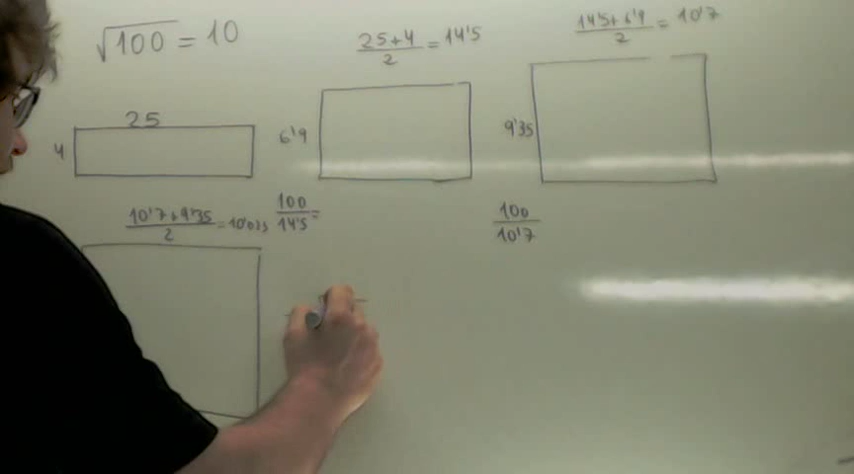 √100 = 10
25+4/2 = 14'5
14'5+6'9/2 = 10'7
25
4
6'9
9'35
10'7+9'35/2 = 10'025
100/14'5 =
100/10'7